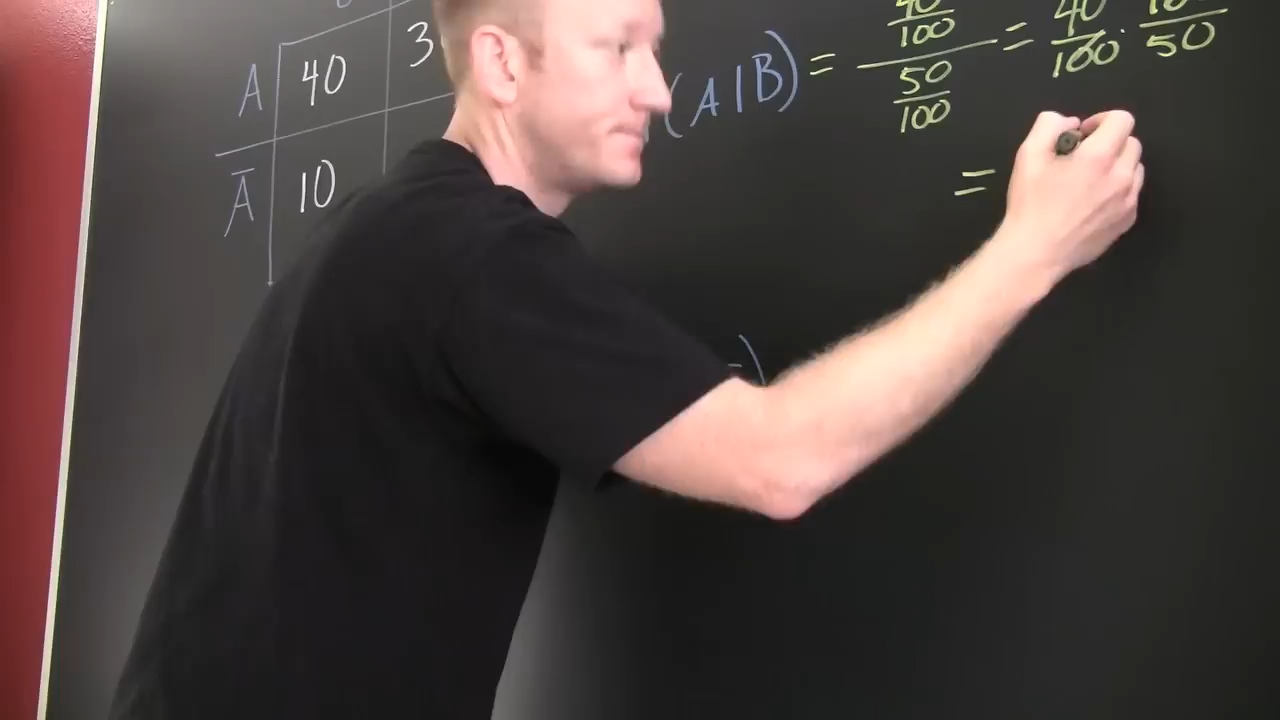 A 40 3
Ā 10
(A|B) = 40/100 / 50/100 = 40/100 · 100/50
=
)